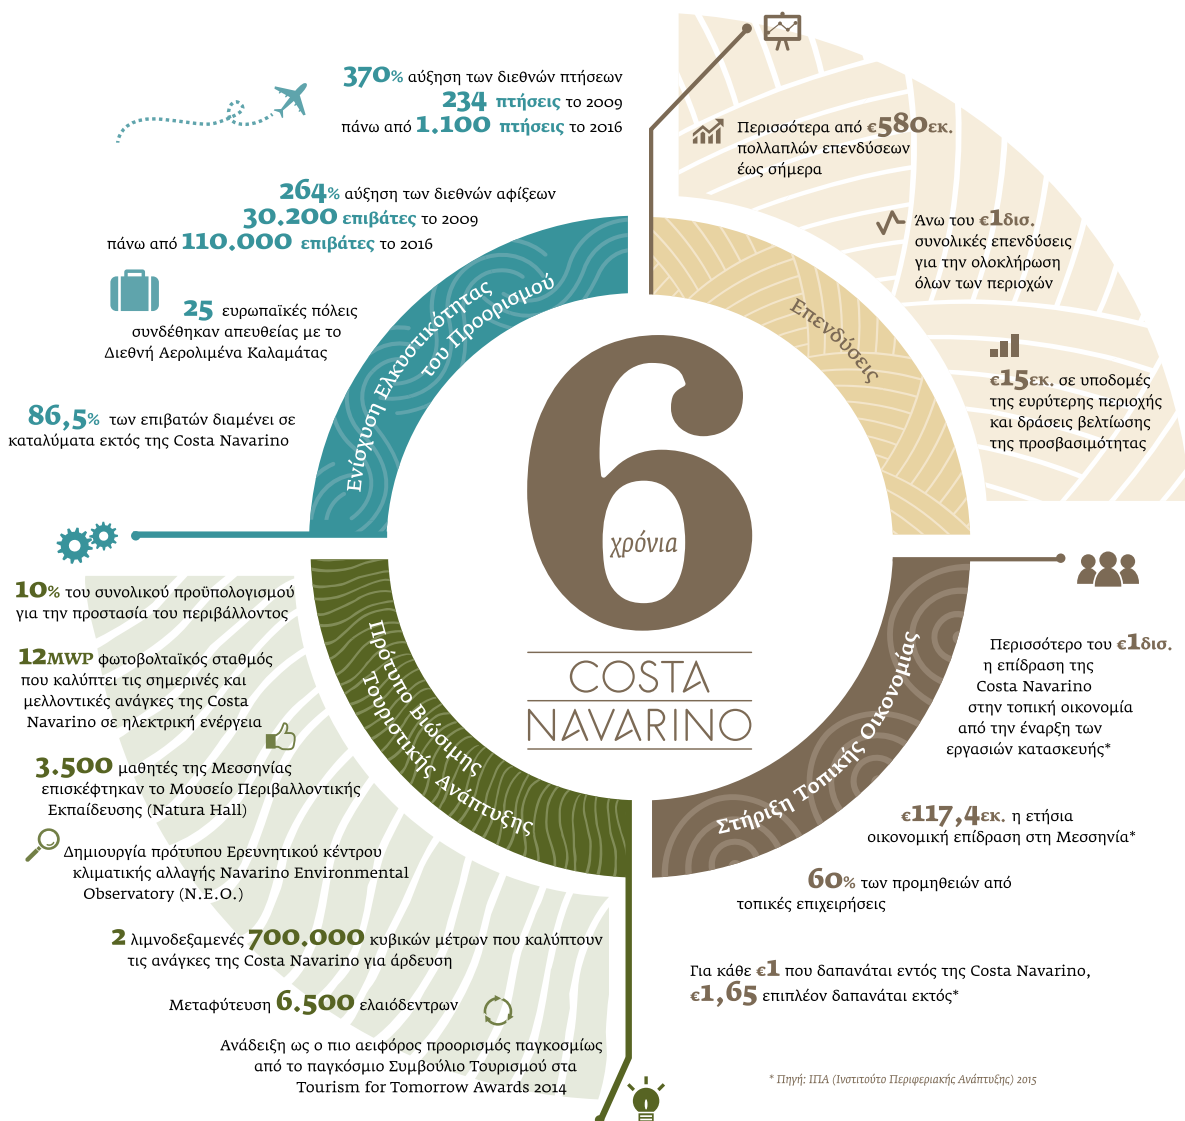 370% αύξηση των διεθνών πτήσεων
234 πτήσεις το 2009
πάνω από 1.100 πτήσεις το 2016
264% αύξηση των διεθνών αφίξεων
30.200 επιβάτες το 2009
πάνω από 110.000 επιβάτες το 2016
25 ευρωπαϊκές πόλεις
συνδέθηκαν απευθείας με το
Διεθνή Αερολιμένα Καλαμάτας
86,5% των επιβατών διαμένει σε
καταλύματα εκτός της Costa Navarino
Ενίσχυση Ελκυστικότητας
του Προορισμού
Περισσότερα από €580εκ.
πολλαπλών επενδύσεων
έως σήμερα
Άνω του €1δισ.
συνολικές επενδύσεις
για την ολοκλήρωση
όλων των περιοχών
€15εκ. σε υποδομές
της ευρύτερης περιοχής
και δράσεις βελτίωσης
της προσβασιμότητας
Επενδύσεις
6
χρόνια
COSTA
NAVARINO
10% του συνολικού προϋπολογισμού
για την προστασία του περιβάλλοντος
12MWP φωτοβολταϊκός σταθμός
που καλύπτει τις σημερινές και
μελλοντικές ανάγκες της Costa
Navarino σε ηλεκτρική ενέργεια
3.500 μαθητές της Μεσσηνίας
επισκέφτηκαν το Μουσείο Περιβαλλοντικής
Εκπαίδευσης (Natura Hall)
Δημιουργία πρότυπου Ερευνητικού κέντρου
κλιματικής αλλαγής Navarino Environmental
Observatory (N.E.O.)
2 λιμνοδεξαμενές 700.000 κυβικών μέτρων που καλύπτουν
τις ανάγκες της Costa Navarino για άρδευση
Μεταφύτευση 6.500 ελαιόδεντρων
Ανάδειξη ως ο πιο αειφόρος προορισμός παγκοσμίως
από το παγκόσμιο Συμβούλιο Τουρισμού στα
Tourism for Tomorrow Awards 2014
Πρότυπο Βιώσιμης
Τουριστικής Ανάπτυξης
Στήριξη Τοπικής Οικονομίας
Περισσότερο του €1δισ.
η επίδραση της
Costa Navarino
στην τοπική οικονομία
από την έναρξη των
εργασιών κατασκευής*
€117,4εκ. η ετήσια
οικονομική επίδραση στη Μεσσηνία*
60% των προμηθειών από
τοπικές επιχειρήσεις
Για κάθε €1 που δαπανάται εντός της Costa Navarino,
€1,65 επιπλέον δαπανάται εκτός*
* Πηγή: ΙΠΑ (Ινστιτούτο Περιφερειακής Ανάπτυξης) 2015